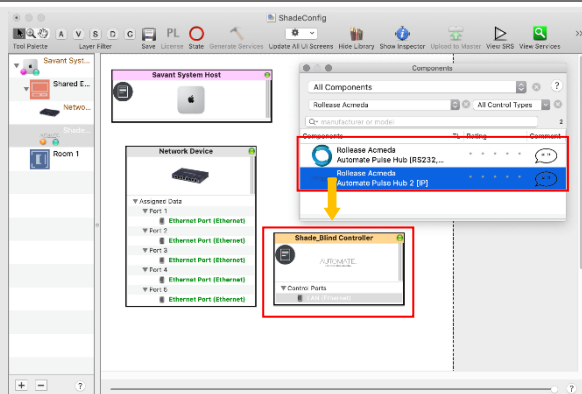 ShadeConfig
A V S D C PL
Tool Palette Layer Filter Save License State Generate Services Update All UI Screens Hide Library Show Inspector Upload to Master View SRS View Services
Savant Syst...
Shared E...
Netwo...
Shade...
Room 1
Savant System Host
Network Device
Assigned Data
Port 1
Ethernet Port (Ethernet)
Port 2
Ethernet Port (Ethernet)
Port 3
Ethernet Port (Ethernet)
Port 4
Ethernet Port (Ethernet)
Port 5
Ethernet Port (Ethernet)
Shade_Blind Controller
AUTOMATE
Control Ports
LAN (Ethernet)
Components
All Components
?
Rollease Acmeda All Control Types
manufacturer or model
2
Components Rating Comment
Rollease Acmeda
Automate Pulse Hub [RS232,...
Rollease Acmeda
Automate Pulse Hub 2 [IP]
+ − ?
?